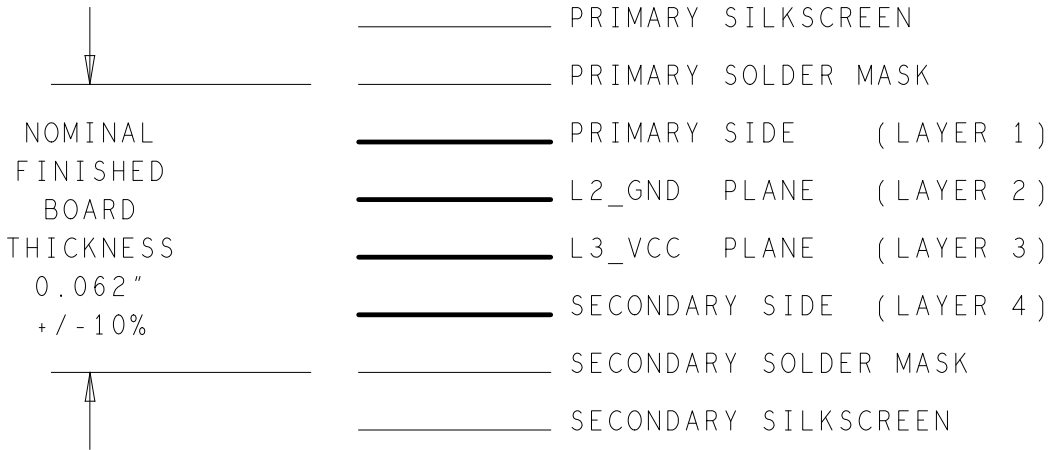 PRIMARY SILKSCREEN
PRIMARY SOLDER MASK
NOMINAL
FINISHED
BOARD
THICKNESS
0.062"
+/-10%
PRIMARY SIDE (LAYER 1)
L2_GND PLANE (LAYER 2)
L3_VCC PLANE (LAYER 3)
SECONDARY SIDE (LAYER 4)
SECONDARY SOLDER MASK
SECONDARY SILKSCREEN